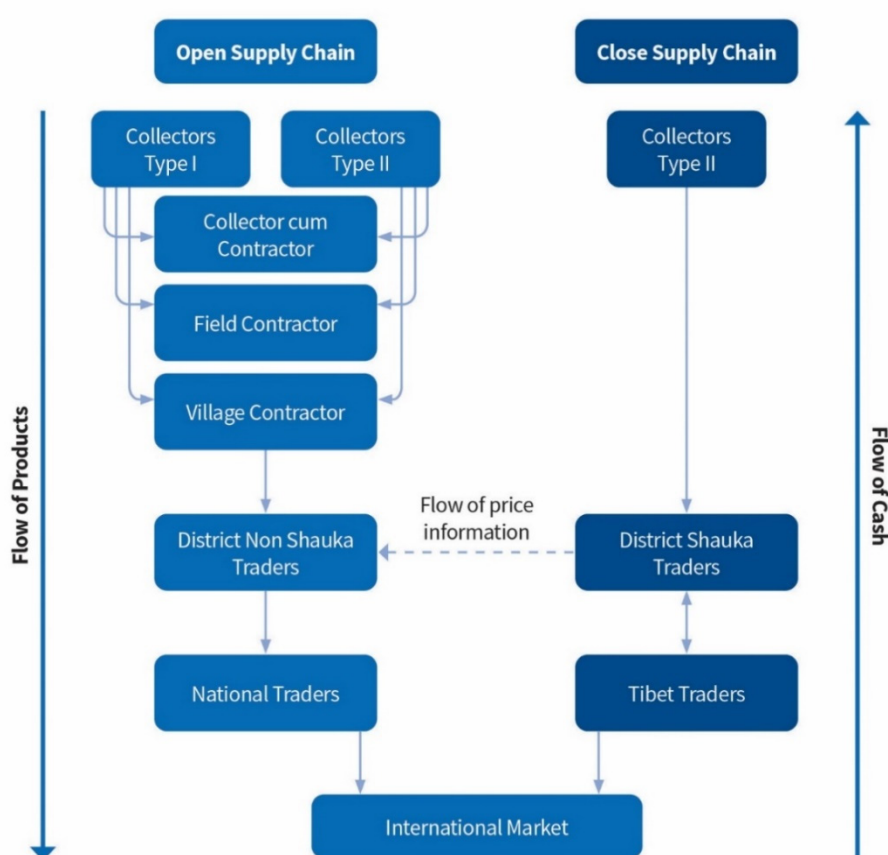 Open Supply Chain
Close Supply Chain
Collectors
Type I
Collectors
Type II
Collectors
Type II
Collector cum
Contractor
Field Contractor
Village Contractor
Flow of Products
Flow of Cash
Flow of price
information
District Non Shauka
Traders
District Shauka
Traders
National Traders
Tibet Traders
International Market